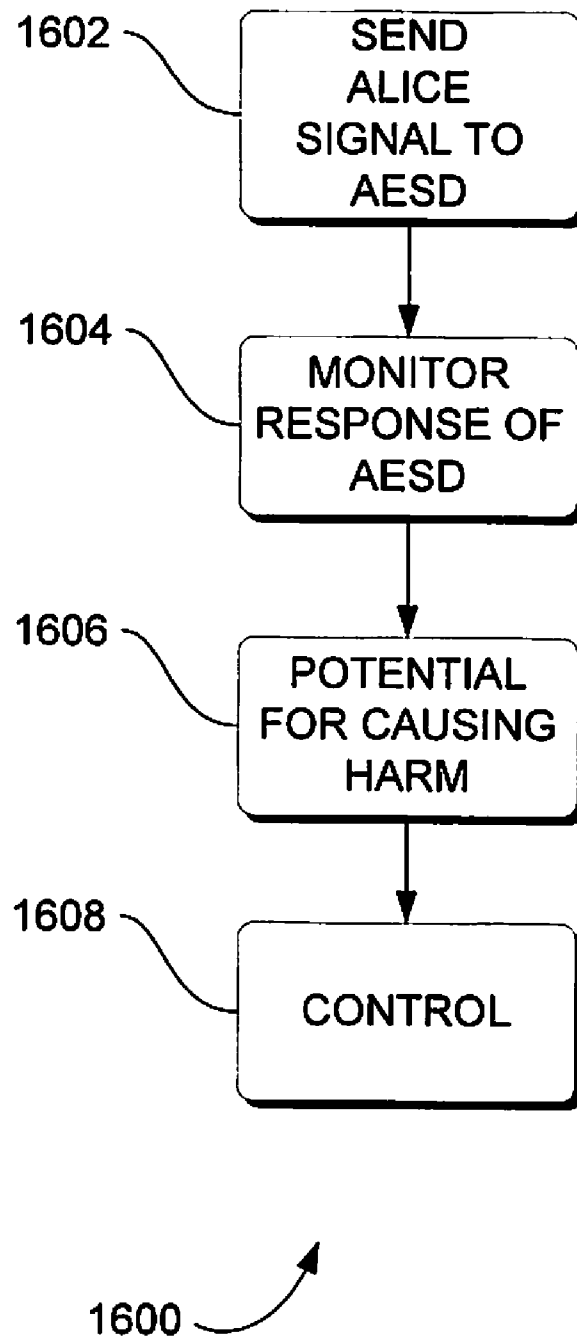 1602
SEND
ALICE
SIGNAL TO
AESD
1604
MONITOR
RESPONSE OF
AESD
1606
POTENTIAL
FOR CAUSING
HARM
1608
CONTROL
1600